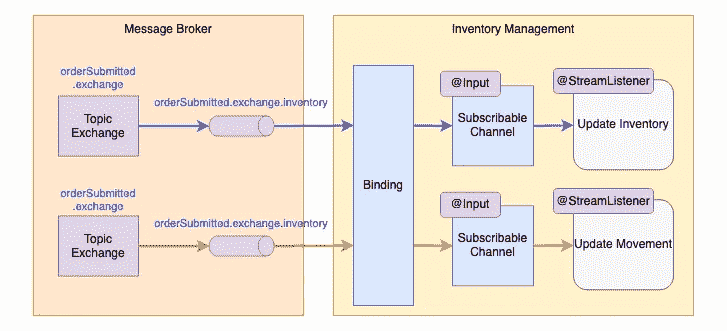 Message Broker
Inventory Management
orderSubmitted
.exchange
orderSubmitted.exchange.inventory
@Input
@StreamListener
Topic
Exchange
Subscribable
Channel
Update Inventory
Binding
orderSubmitted
.exchange
orderSubmitted.exchange.inventory
@Input
@StreamListener
Topic
Exchange
Subscribable
Channel
Update Movement